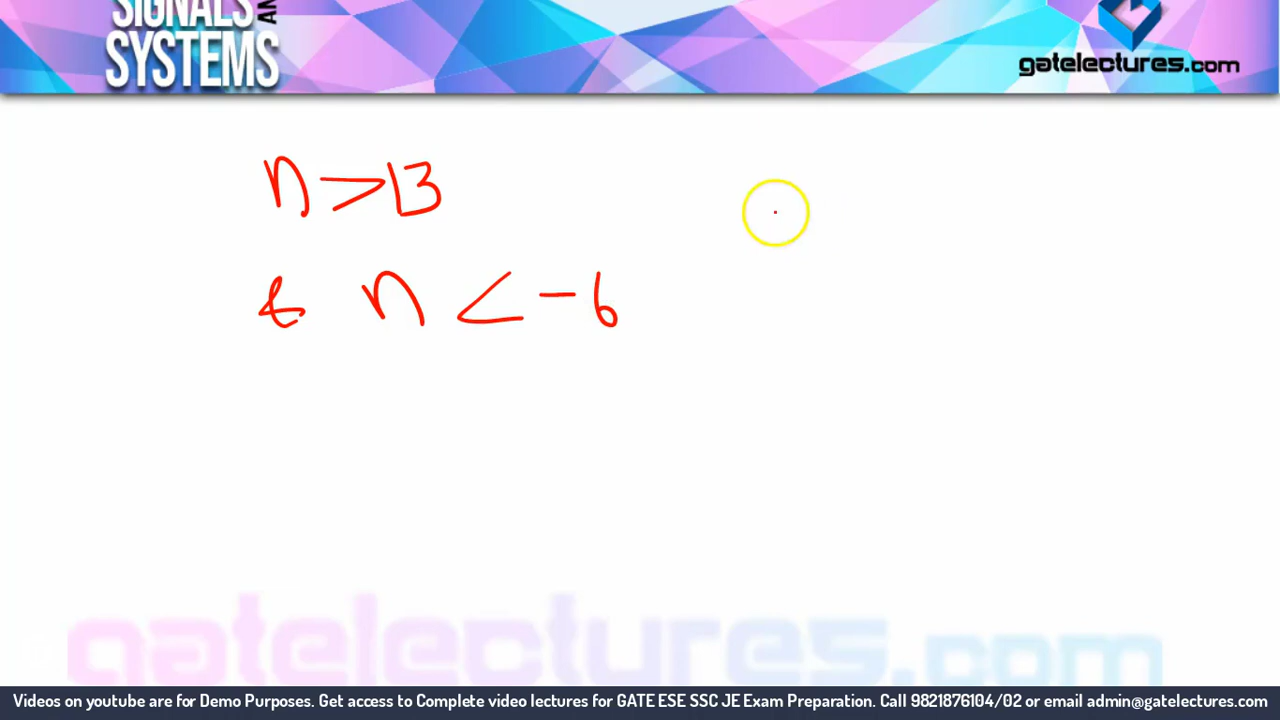 SIGNALS AND
SYSTEMS
gatelectures.com
n > 13
& n < -6
gatelectures.com
Videos on youtube are for Demo Purposes. Get access to Complete video lectures for GATE ESE SSC JE Exam Preparation. Call 9821876104/02 or email admin@gatelectures.com